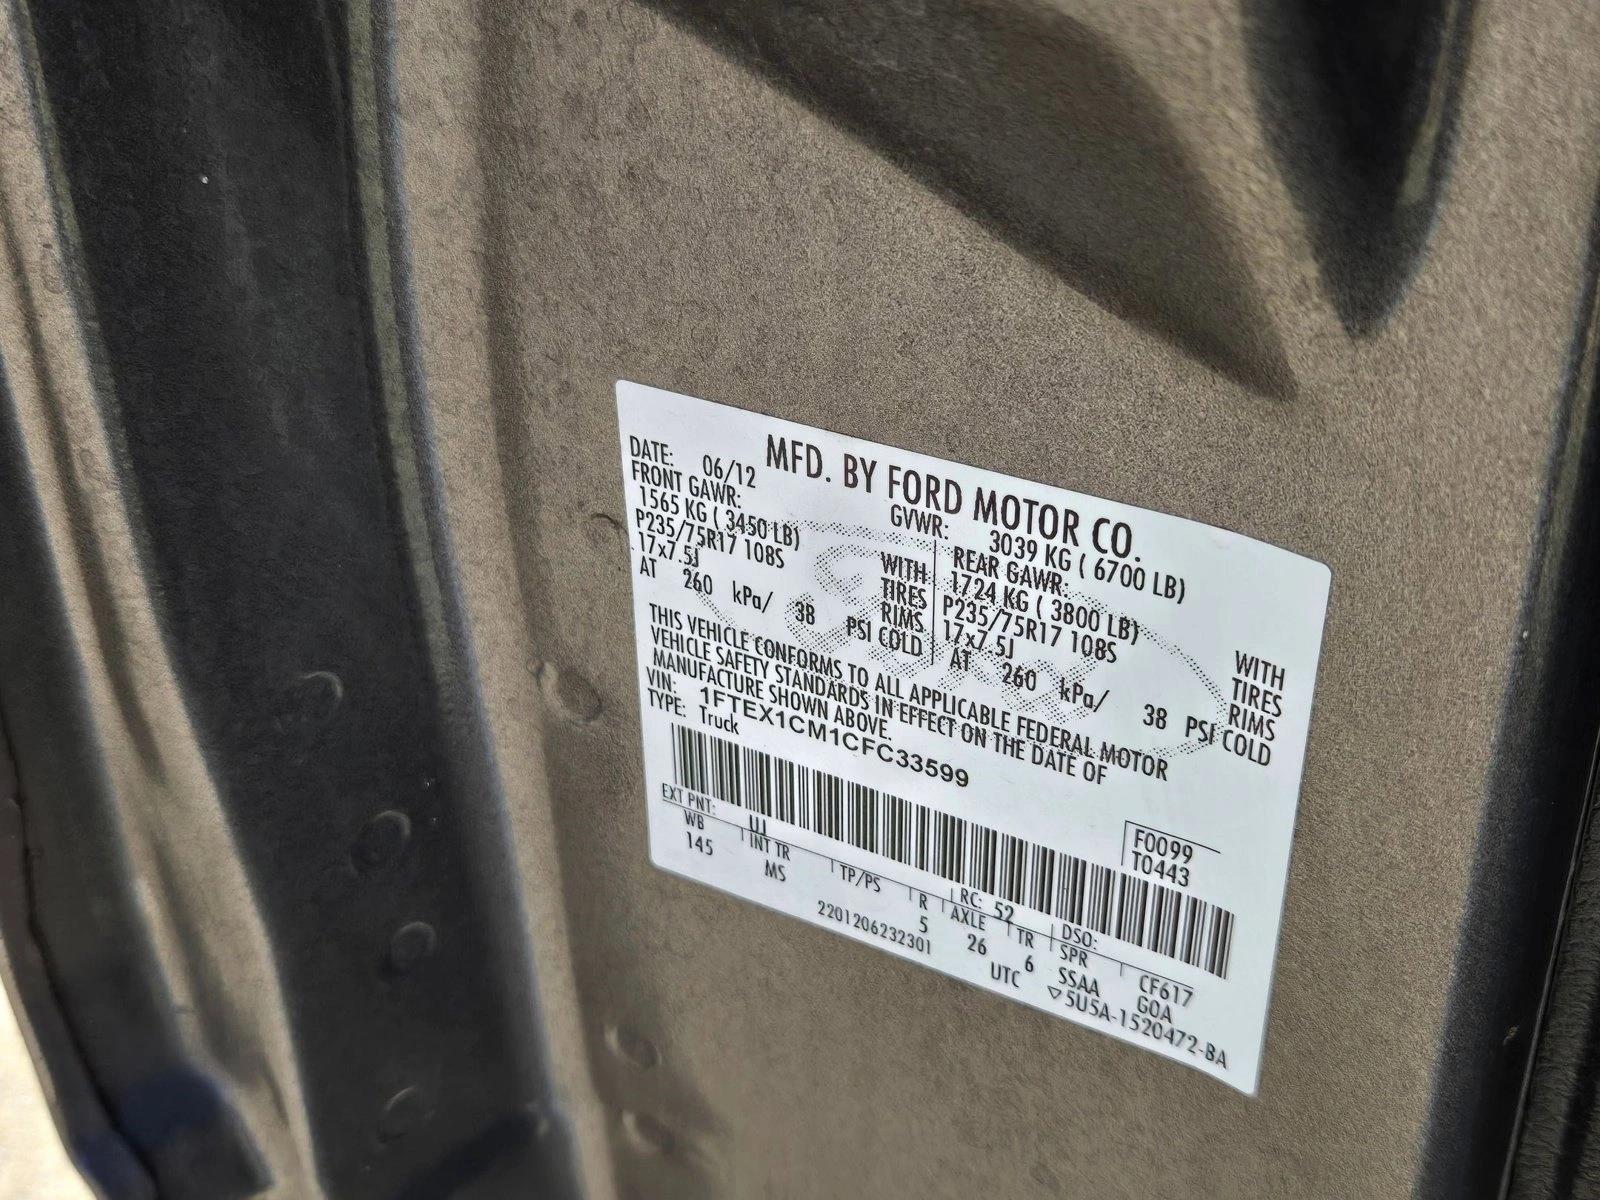 MFD. BY FORD MOTOR CO.
DATE: 06/12 GVWR: 3039 KG ( 6700 LB)
FRONT GAWR: REAR GAWR:
1565 KG ( 3450 LB) WITH 1724 KG ( 3800 LB) WITH
P235/75R17 108S TIRES P235/75R17 108S TIRES
17x7.5J RIMS 17x7.5J RIMS
AT 260 kPa/ 38 PSI COLD AT 260 kPa/ 38 PSI COLD
THIS VEHICLE CONFORMS TO ALL APPLICABLE FEDERAL MOTOR
VEHICLE SAFETY STANDARDS IN EFFECT ON THE DATE OF
MANUFACTURE SHOWN ABOVE.
VIN: 1FTEX1CM1CFC33599
TYPE: Truck
F0099
T0443
EXT PNT: UJ RC: 52 DSO: CF617
WB INT TR TP/PS R AXLE TR SPR
145 MS 5 26 6 SSAA GOA
2201206232301 UTC ▽5U5A-1520472-BA